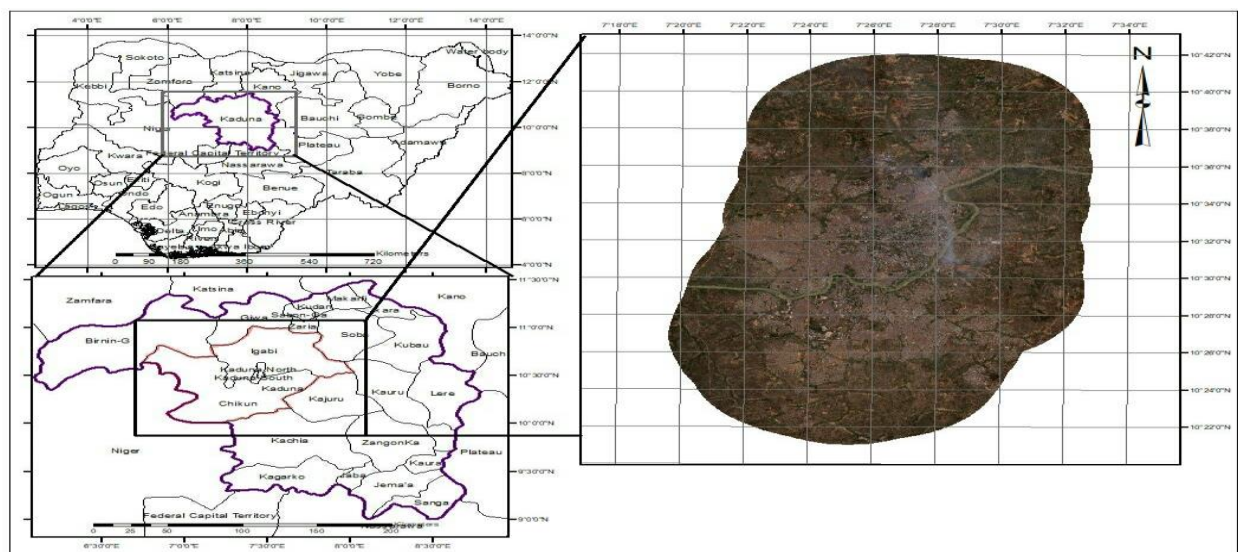 4°0'0"E 6°0'0"E 8°0'0"E 10°0'0"E 12°0'0"E 14°0'0"E
14°0'0"N
Water body
Sokoto
Katsina
Jigawa
Yobe
Zamforo
Kano
Borno
Kebbi
12°0'0"N
Kaduna
Bauchi
Gombe
Niger
10°0'0"N
Adamawa
Plateau
Kwara
Federal Capital Territory
Nassarawa
Taraba
Oyo
8°0'0"N
Osun
Ekiti
Kogi
Benue
Ogun
Ondo
Lagos
Edo
Enugu
Anambra
Ebonyi
6°0'0"N
Cross River
Delta
Imo
Abia
Kilometers
0 90 180 360 540 720
4°0'0"N
Katsina
11°30'0"N
Zamfara
Makarfi
Kano
Kudan
Ikara
Giwa
Sabon-Ga
Zaria
11°0'0"N
Birnin-G
Soba
Igabi
Kubau
Bauch
Kaduna North
Kaduna South
10°30'0"N
Kaduna
Chikun
Kajuru
Kauru
Lere
10°0'0"N
Kachia
ZangonKa
Niger
Plateau
Kaura
9°30'0"N
Kagarko
Jaba
Jema'a
Sanga
Federal Capital Territory
Nassarawa
9°0'0"N
Kilometers
0 25 50 100 150 200
6°30'0"E 7°0'0"E 7°30'0"E 8°0'0"E 8°30'0"E
7°18'0"E 7°20'0"E 7°22'0"E 7°24'0"E 7°26'0"E 7°28'0"E 7°30'0"E 7°32'0"E 7°34'0"E
N
10°42'0"N
10°40'0"N
10°38'0"N
10°36'0"N
10°34'0"N
10°32'0"N
10°30'0"N
10°28'0"N
10°26'0"N
10°24'0"N
10°22'0"N